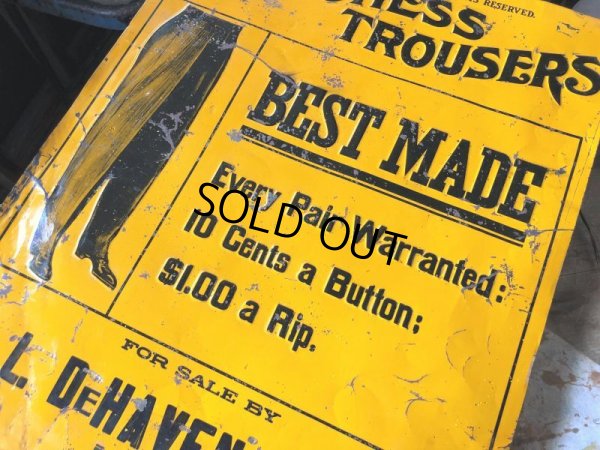 RESERVED.
TROUSERS
BEST MADE
Every Pair Warranted:
10 Cents a Button;
$1.00 a Rip.
SOLD OUT
FOR SALE BY
L. DEHAVEN